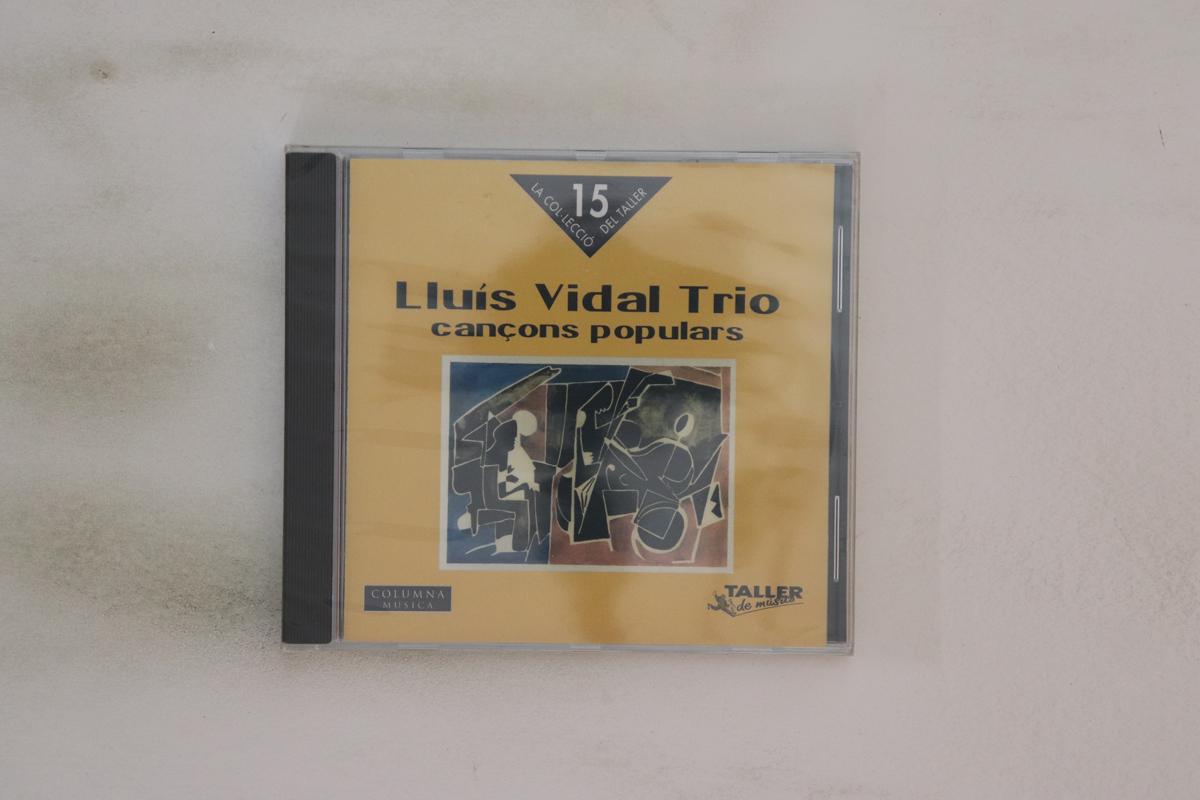 15
LA COL·LECCIÓ DEL TALLER
Lluís Vidal Trio
cançons populars
COLUMNA
MUSICA
TALLER
de músics